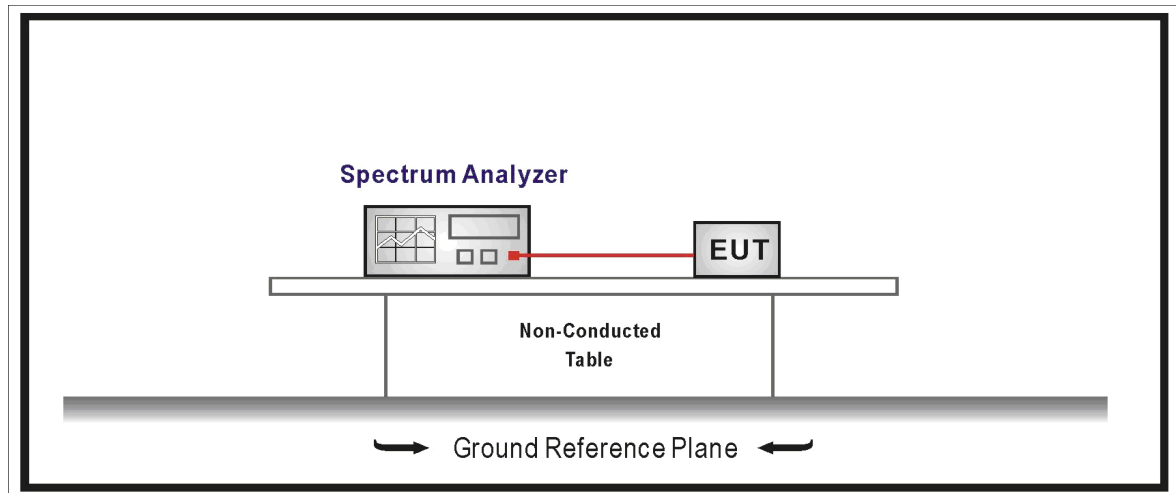 Spectrum Analyzer
EUT
Non-Conducted
Table
Ground Reference Plane